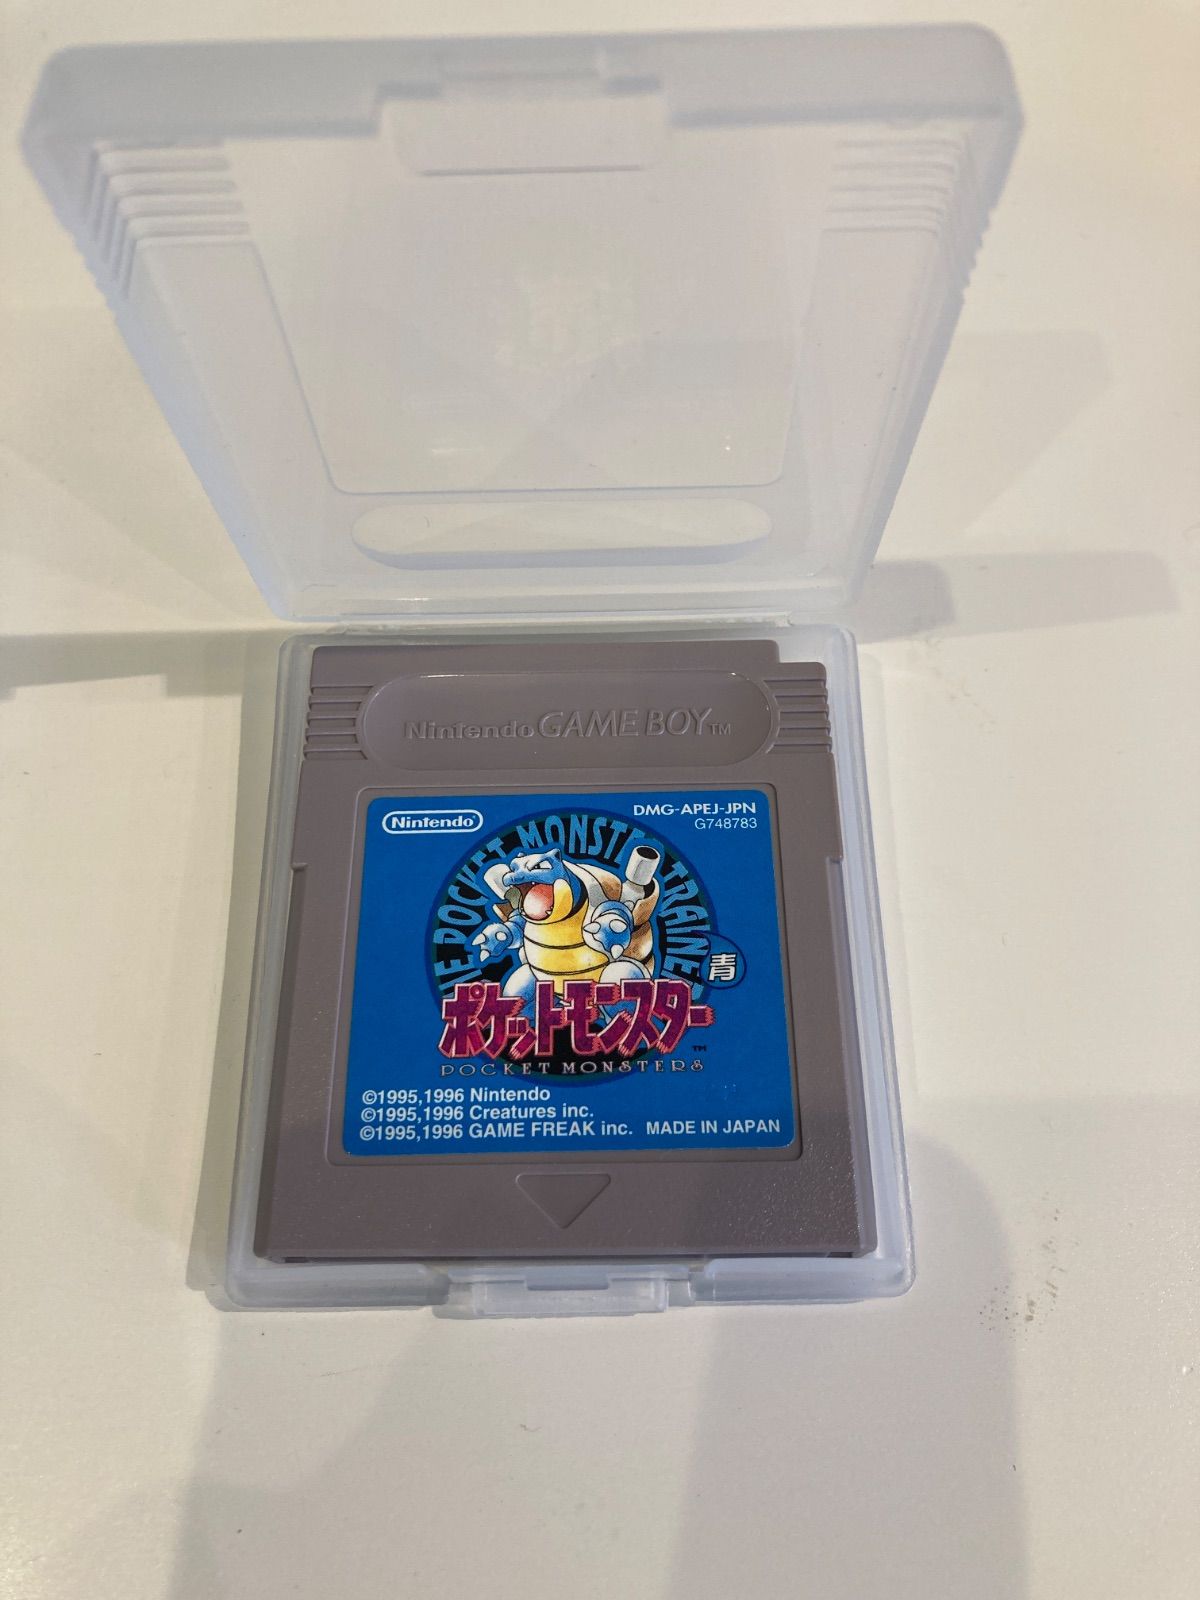 Nintendo GAME BOY TM
Nintendo
DMG-APEJ-JPN
G748783
THE POCKET MONSTER TRAINER
青
ポケットモンスター
TM
POCKET MONSTERS
©1995,1996 Nintendo
©1995,1996 Creatures inc.
©1995,1996 GAME FREAK inc. MADE IN JAPAN